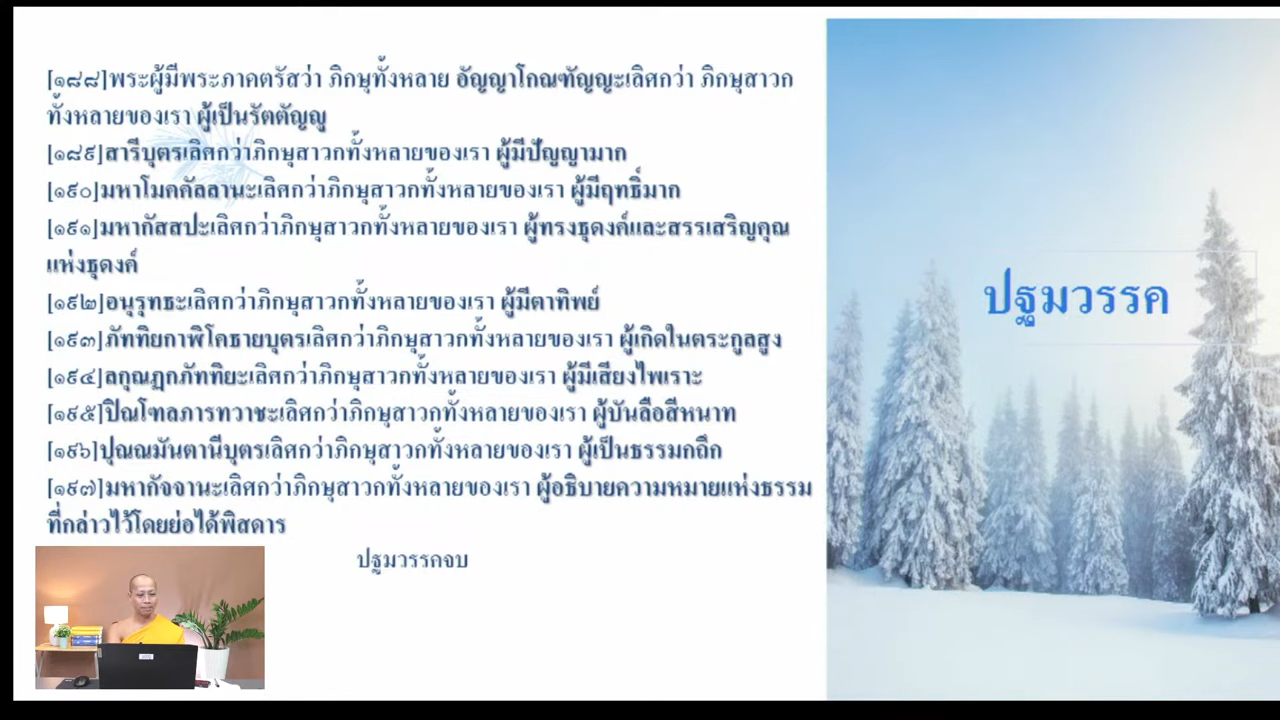 [๑๘๘]พระผู้มีพระภาคตรัสว่า ภิกษุทั้งหลาย อัญญาโกณฑัญญะเลิศกว่า ภิกษุสาวก
ทั้งหลายของเรา ผู้เป็นรัตตัญญู
[๑๘๙]สารีบุตรเลิศกว่าภิกษุสาวกทั้งหลายของเรา ผู้มีปัญญามาก
[๑๙๐]มหาโมคคัลลานะเลิศกว่าภิกษุสาวกทั้งหลายของเรา ผู้มีฤทธิ์มาก
[๑๙๑]มหากัสสปะเลิศกว่าภิกษุสาวกทั้งหลายของเรา ผู้ทรงธุดงค์และสรรเสริญคุณ
แห่งธุดงค์
[๑๙๒]อนุรุทธะเลิศกว่าภิกษุสาวกทั้งหลายของเรา ผู้มีตาทิพย์
[๑๙๓]ภัททิยกาฬิโคธายบุตรเลิศกว่าภิกษุสาวกทั้งหลายของเรา ผู้เกิดในตระกูลสูง
[๑๙๔]ลกุณฏกภัททิยะเลิศกว่าภิกษุสาวกทั้งหลายของเรา ผู้มีเสียงไพเราะ
[๑๙๕]ปิณโฑลภารทวาชะเลิศกว่าภิกษุสาวกทั้งหลายของเรา ผู้บันลือสีหนาท
[๑๙๖]ปุณณมันตานีบุตรเลิศกว่าภิกษุสาวกทั้งหลายของเรา ผู้เป็นธรรมกถึก
[๑๙๗]มหากัจจานะเลิศกว่าภิกษุสาวกทั้งหลายของเรา ผู้อธิบายความหมายแห่งธรรม
ที่กล่าวไว้โดยย่อได้พิสดาร
ปฐมวรรคจบ
ปฐมวรรค